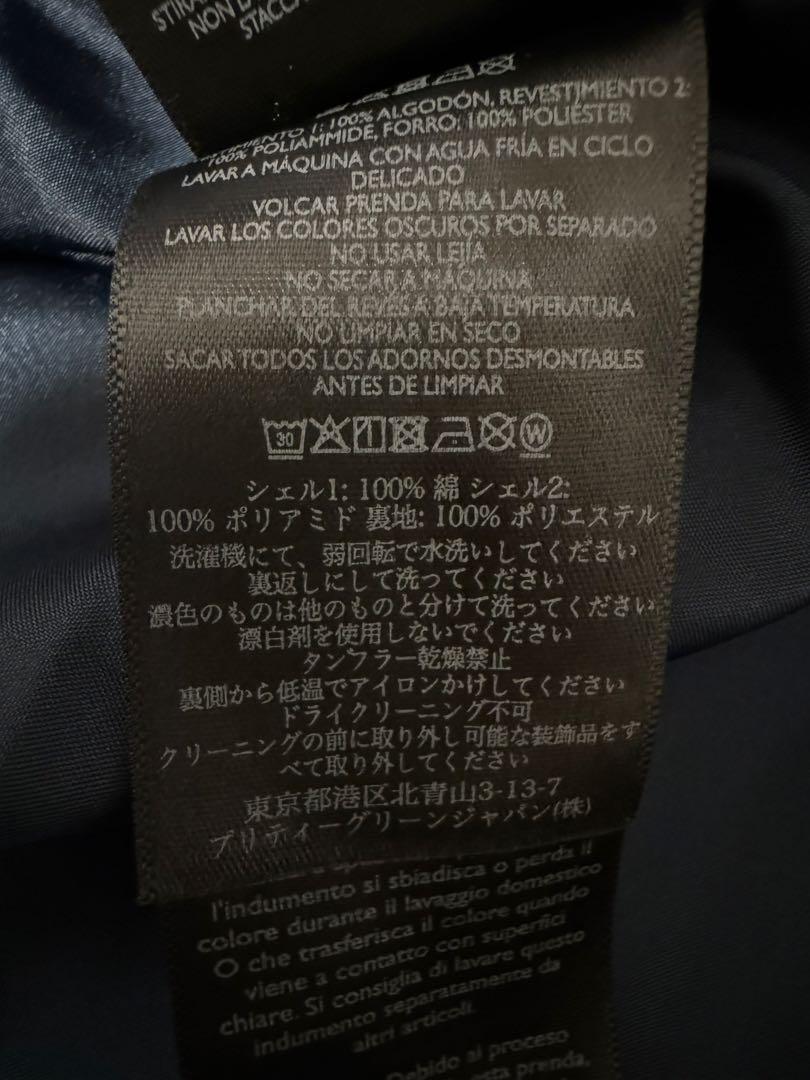 STIRA
NON D
STACCA
1: 100% ALGODÓN, REVESTIMIENTO 2:
100% POLIAMMIDE, FORRO: 100% POLIÉSTER
LAVAR A MÁQUINA CON AGUA FRÍA EN CICLO
DELICADO
VOLCAR PRENDA PARA LAVAR
LAVAR LOS COLORES OSCUROS POR SEPARADO
NO USAR LEJÍA
NO SECAR A MÁQUINA
PLANCHAR DEL REVÉS A BAJA TEMPERATURA
NO LIMPIAR EN SECO
SACAR TODOS LOS ADORNOS DESMONTABLES
ANTES DE LIMPIAR
30 W
シェル1: 100% 綿 シェル2:
100% ポリアミド 裏地: 100% ポリエステル
洗濯機にて、弱回転で水洗いしてください
裏返しにして洗ってください
濃色のものは他のものと分けて洗ってください
漂白剤を使用しないでください
タンフラー乾燥禁止
裏側から低温でアイロンかけしてください
ドライクリーニング不可
クリーニングの前に取り外し可能な装飾品をす
べて取り外してください
東京都港区北青山3-13-7
プリティーグリーンジャパン(株)
l'indumento si sbiadisca o perda il
colore durante il lavaggio domestico
O che trasferisca il colore quando
viene a contatto con superfici
chiare. Si consiglia di lavare questo
indumento separatamente da
altri articoli.
Debido al proceso
esta prenda,